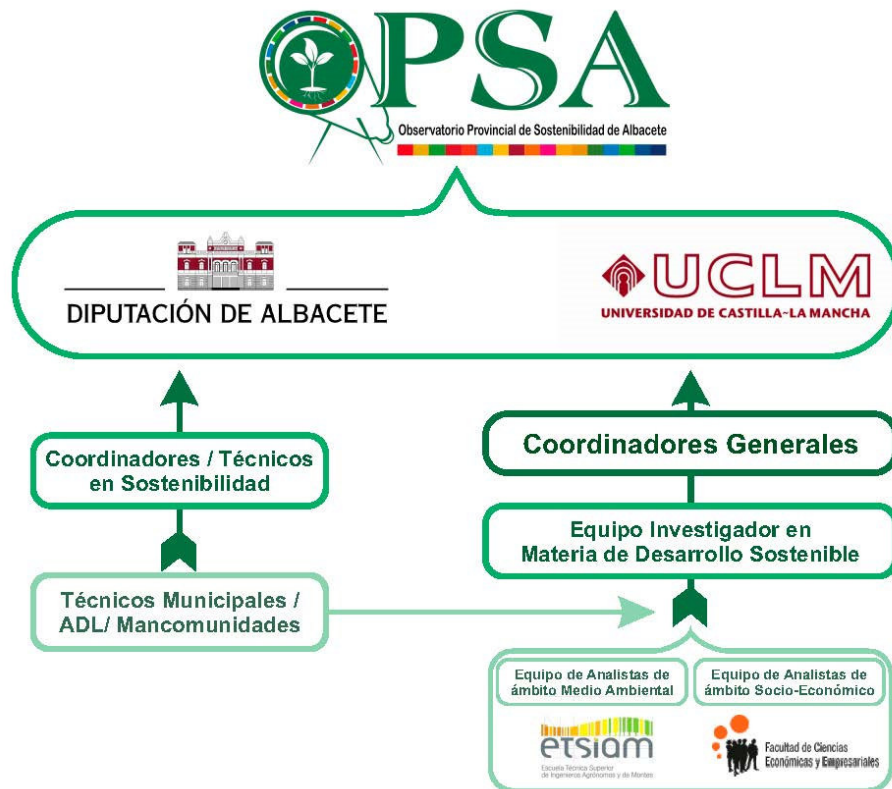 OPSA
Observatorio Provincial de Sostenibilidad de Albacete
DIPUTACIÓN DE ALBACETE
UCLM
UNIVERSIDAD DE CASTILLA~LA MANCHA
Coordinadores / Técnicos
en Sostenibilidad
Coordinadores Generales
Equipo Investigador en
Materia de Desarrollo Sostenible
Técnicos Municipales /
ADL/ Mancomunidades
Equipo de Analistas de
ámbito Medio Ambiental
Equipo de Analistas de
ámbito Socio-Económico
etsiam
Escuela Técnica Superior
de Ingenieros Agrónomos y de Montes
Facultad de Ciencias
Económicas y Empresariales